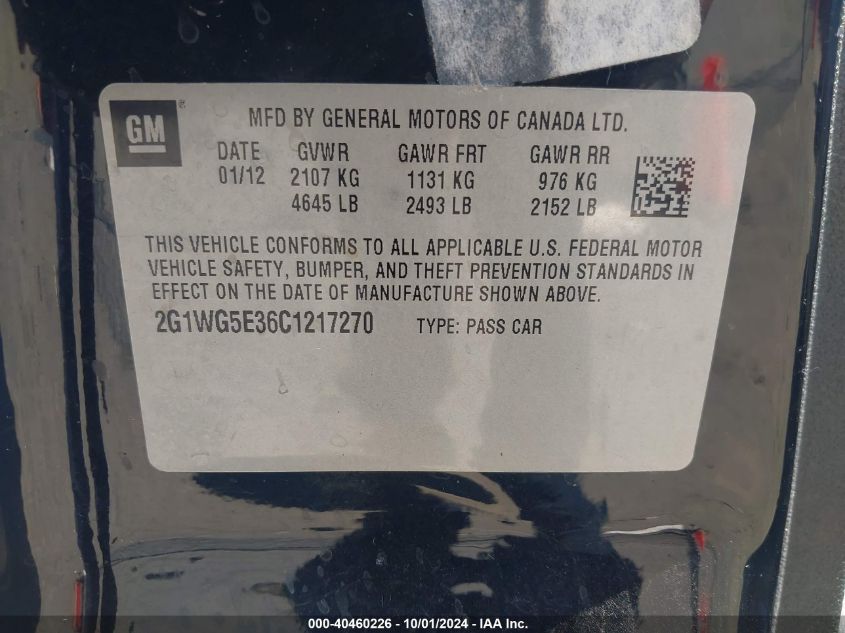 GM
MFD BY GENERAL MOTORS OF CANADA LTD.
DATE GVWR GAWR FRT GAWR RR
01/12 2107 KG 1131 KG 976 KG
4645 LB 2493 LB 2152 LB
THIS VEHICLE CONFORMS TO ALL APPLICABLE U.S. FEDERAL MOTOR
VEHICLE SAFETY, BUMPER, AND THEFT PREVENTION STANDARDS IN
EFFECT ON THE DATE OF MANUFACTURE SHOWN ABOVE.
2G1WG5E36C1217270 TYPE: PASS CAR
000-40460226 - 10/01/2024 - IAA Inc.